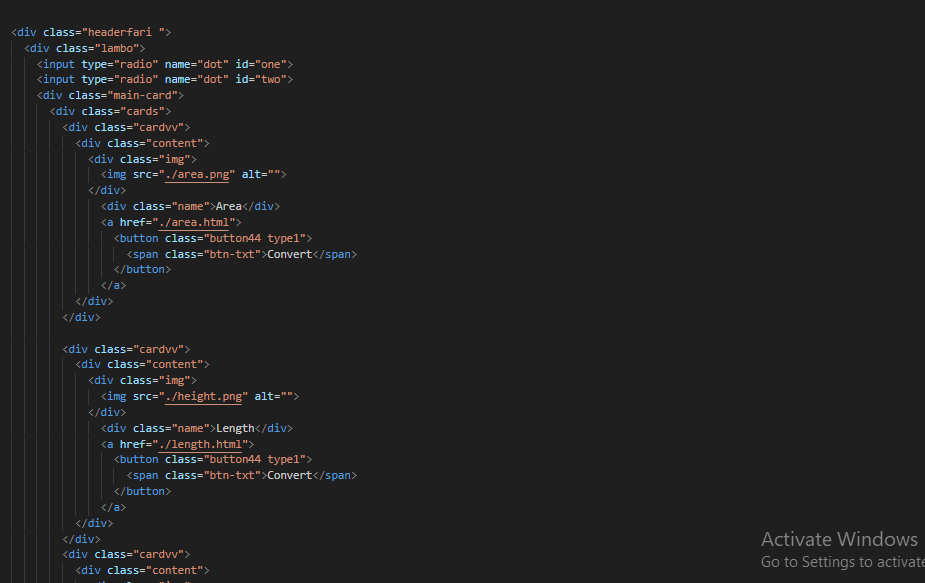 <div class="headerfari ">
<div class="lambo">
<input type="radio" name="dot" id="one">
<input type="radio" name="dot" id="two">
<div class="main-card">
<div class="cards">
<div class="cardvv">
<div class="content">
<div class="img">
<img src="./area.png" alt="">
</div>
<div class="name">Area</div>
<a href="./area.html">
<button class="button44 type1">
<span class="btn-txt">Convert</span>
</button>
</a>
</div>
</div>
<div class="cardvv">
<div class="content">
<div class="img">
<img src="./height.png" alt="">
</div>
<div class="name">Length</div>
<a href="./length.html">
<button class="button44 type1">
<span class="btn-txt">Convert</span>
</button>
</a>
</div>
</div>
<div class="cardvv">
<div class="content">
Activate Windows
Go to Settings to activate